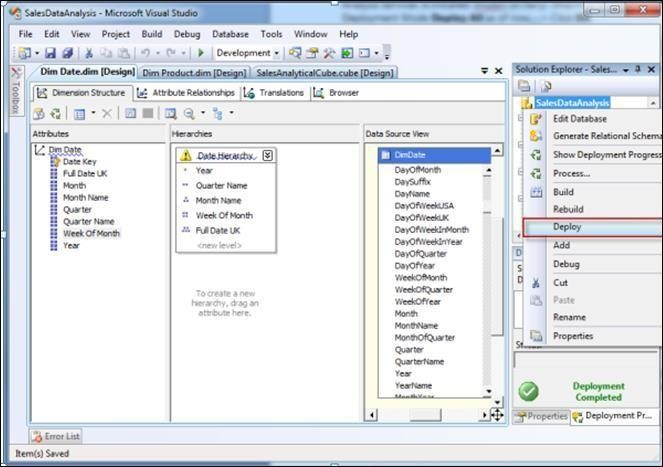 SalesDataAnalysis - Microsoft Visual Studio
File Edit View Project Build Debug Database Tools Window Help
Development
Dim Date.dim [Design] Dim Product.dim [Design] SalesAnalyticalCube.cube [Design]
Toolbox
Dimension Structure Attribute Relationships Translations Browser
Attributes
Dim Date
Date Key
Full Date UK
Month
Month Name
Quarter
Quarter Name
Week Of Month
Year
Hierarchies
Date Hierarchy
Year
Quarter Name
Month Name
Week Of Month
Full Date UK
<new level>
To create a new
hierarchy, drag an
attribute here.
Data Source View
DimDate
DayOfMonth
DaySuffix
DayName
DayOfWeekUSA
DayOfWeekUK
DayOfWeekInMonth
DayOfWeekInYear
DayOfQuarter
DayOfYear
WeekOfMonth
WeekOfQuarter
WeekOfYear
Month
MonthName
MonthOfQuarter
Quarter
QuarterName
Year
YearName
MonthYear
Solution Explorer - Sales...
SalesDataAnalysis
Edit Database
Generate Relational Schema
Show Deployment Progress
Process...
Build
Rebuild
Deploy
Add
Debug
Cut
Paste
Rename
Properties
Deployment
Completed
Properties Deployment Pr...
Error List
Item(s) Saved